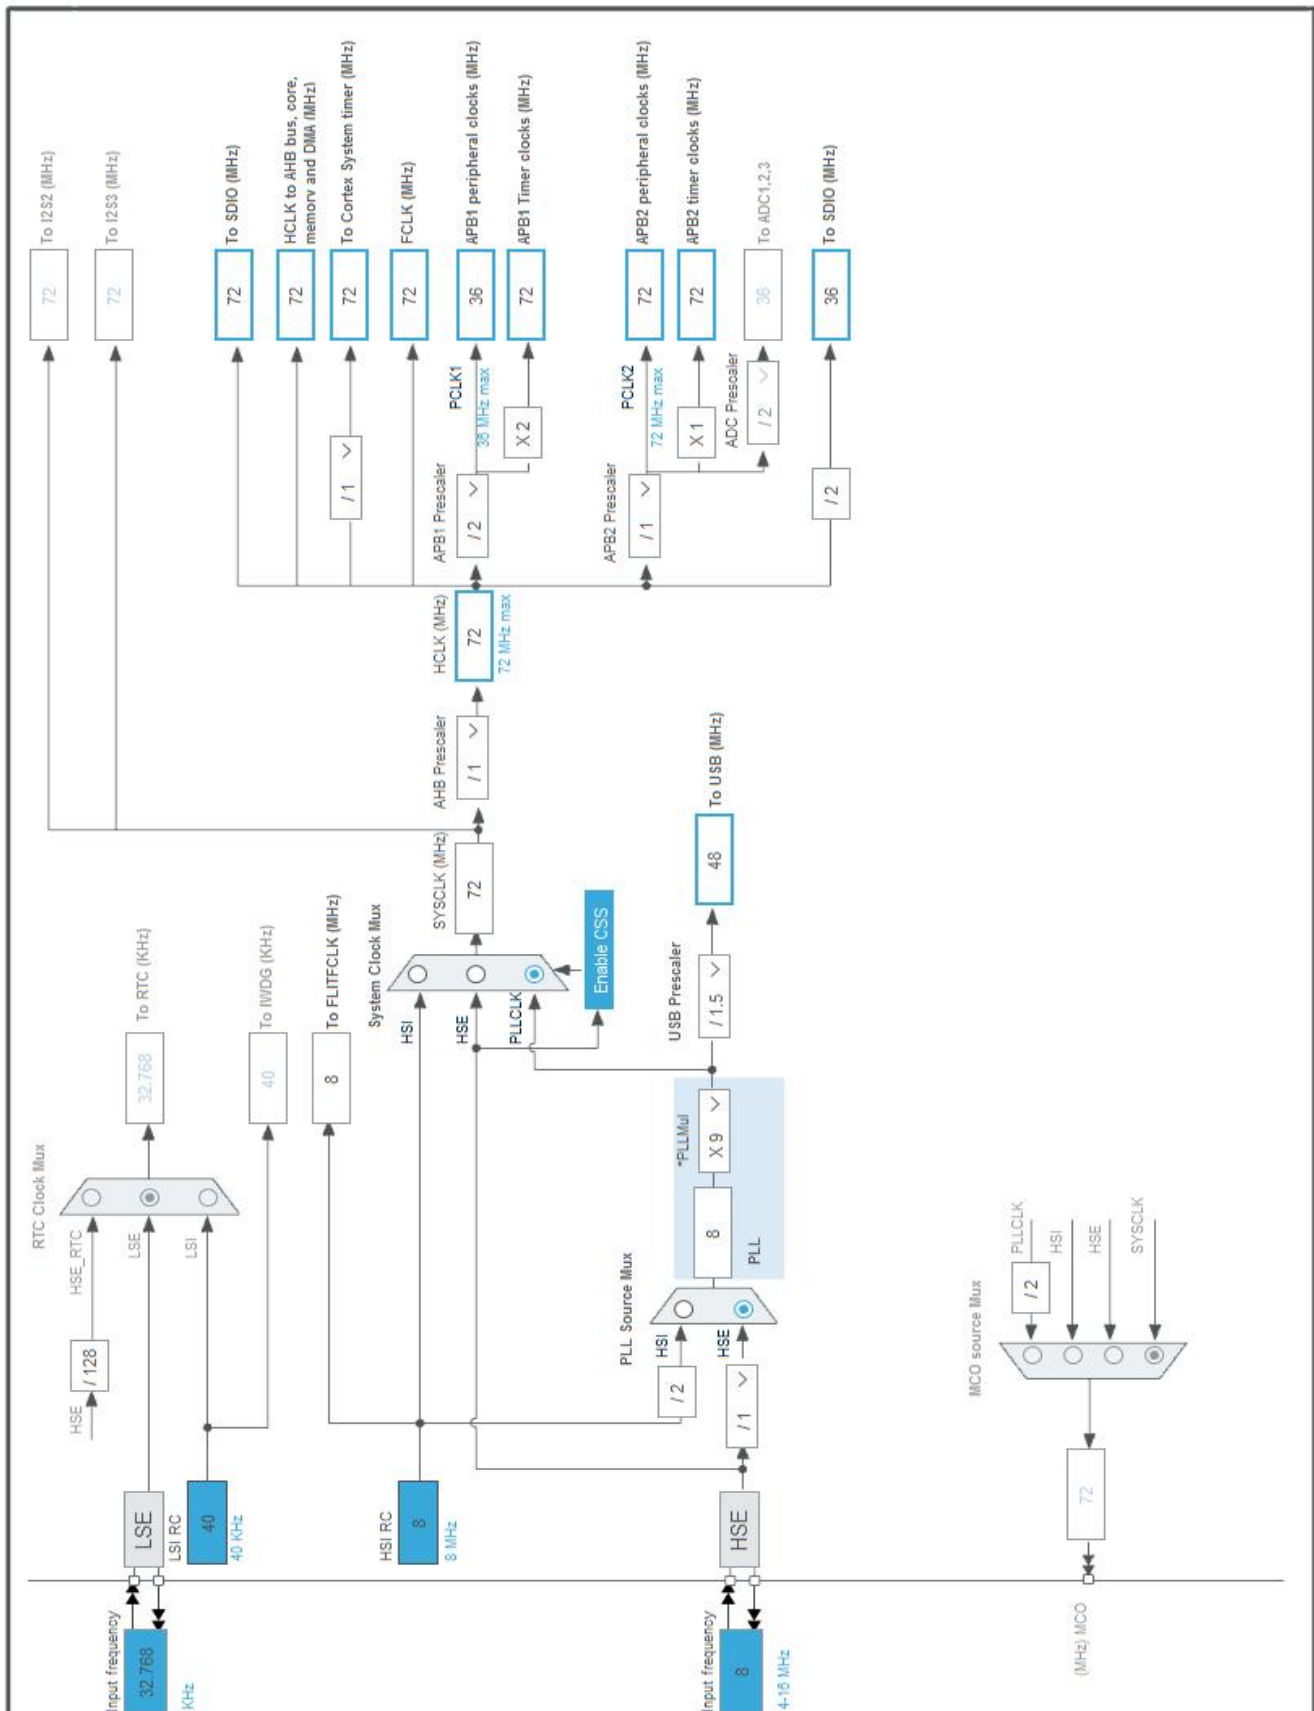 Input frequency
32.768
KHz
LSE
LSI RC
40
40 KHz
HSE
/ 128
HSE_RTC
LSE
LSI
RTC Clock Mux
32.768
To RTC (KHz)
40
To IWDG (KHz)
8
To FLITFCLK (MHz)
HSI RC
8
8 MHz
Input frequency
8
4-16 MHz
HSE
/ 2
/ 1
HSI
HSE
PLL Source Mux
8
*PLLMul
X 9
PLL
USB Prescaler
/ 1.5
48
To USB (MHz)
System Clock Mux
HSI
HSE
PLLCLK
Enable CSS
SYSCLK (MHz)
72
AHB Prescaler
/ 1
HCLK (MHz)
72
72 MHz max
72
To I2S2 (MHz)
72
To I2S3 (MHz)
72
To SDIO (MHz)
72
HCLK to AHB bus, core,
memory and DMA (MHz)
/ 1
72
To Cortex System timer (MHz)
72
FCLK (MHz)
APB1 Prescaler
/ 2
PCLK1
36 MHz max
36
APB1 peripheral clocks (MHz)
X 2
72
APB1 Timer clocks (MHz)
APB2 Prescaler
/ 1
PCLK2
72 MHz max
72
APB2 peripheral clocks (MHz)
X 1
72
APB2 timer clocks (MHz)
ADC Prescaler
/ 2
36
To ADC1,2,3
/ 2
36
To SDIO (MHz)
MCO source Mux
/ 2
PLLCLK
HSI
HSE
SYSCLK
72
(MHz) MCO